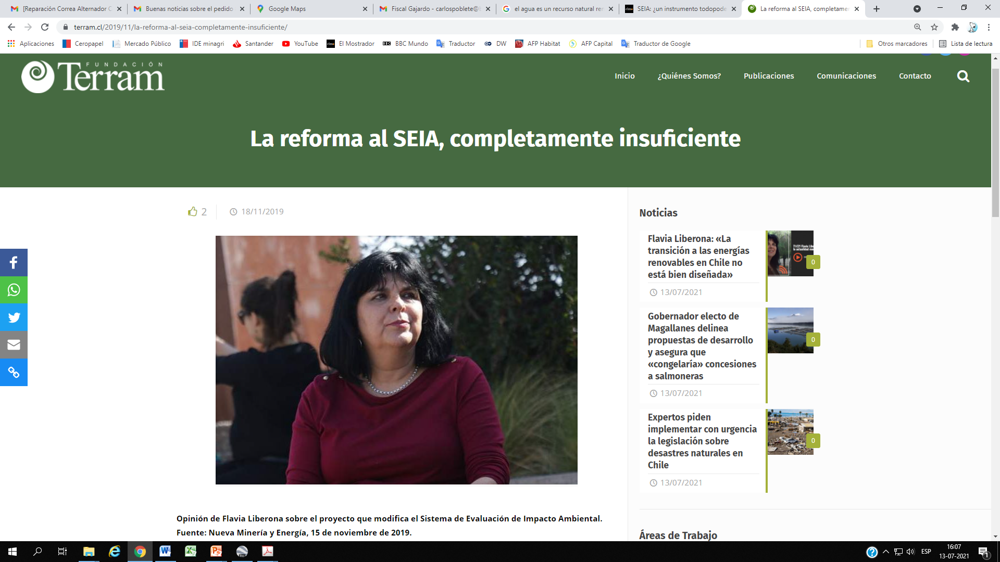 [Reparación Correa Alternador C
Buenas noticias sobre el pedido
Google Maps
Fiscal Gajardo - carlospoblete@
el agua es un recurso natural ren
SEIA: ¿un instrumento todopode
La reforma al SEIA, completamen
terram.cl/2019/11/la-reforma-al-seia-completamente-insuficiente/
Aplicaciones
Ceropapel
Mercado Público
IDE minagri
Santander
YouTube
El Mostrador
BBC Mundo
Traductor
DW
AFP Habitat
AFP Capital
Traductor de Google
Otros marcadores
Lista de lectura
FUNDACIÓN
Terram
Inicio
¿Quiénes Somos?
Publicaciones
Comunicaciones
Contacto
La reforma al SEIA, completamente insuficiente
2
18/11/2019
Opinión de Flavia Liberona sobre el proyecto que modifica el Sistema de Evaluación de Impacto Ambiental.
Fuente: Nueva Minería y Energía, 15 de noviembre de 2019.
Noticias
Flavia Liberona: «La
transición a las energías
renovables en Chile no
está bien diseñada»
0
13/07/2021
Gobernador electo de
Magallanes delinea
propuestas de desarrollo
y asegura que
«congelaría» concesiones
a salmoneras
0
13/07/2021
Expertos piden
implementar con urgencia
la legislación sobre
desastres naturales en
Chile
0
13/07/2021
Áreas de Trabajo
ESP
16:07
13-07-2021
1